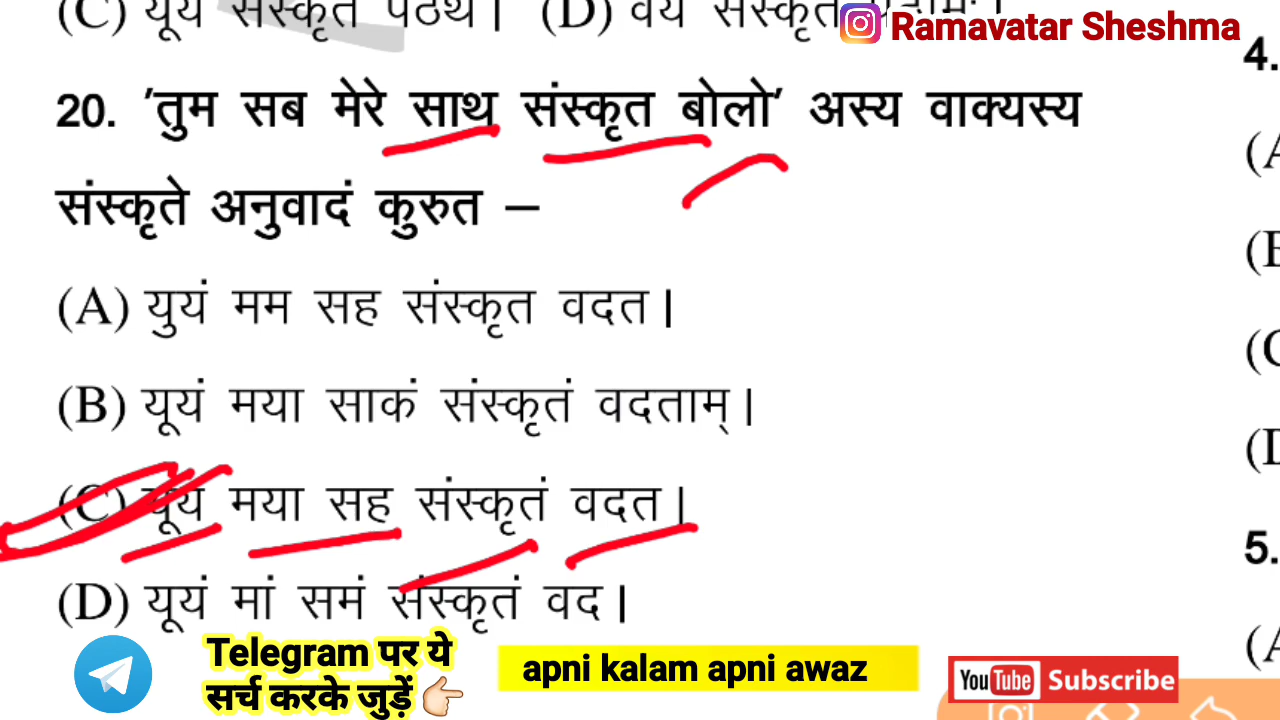 (C) यूयं संस्कृतं पठथ। (D) वयं संस्कृतं
Ramavatar Sheshma
20. 'तुम सब मेरे साथ संस्कृत बोलो' अस्य वाक्यस्य
संस्कृते अनुवादं कुरुत –
(A) युयं मम सह संस्कृत वदत।
(B) यूयं मया साकं संस्कृतं वदताम्।
(C) यूयं मया सह संस्कृतं वदत।
(D) यूयं मां समं संस्कृतं वद।
4.
5.
Telegram पर ये
सर्च करके जुड़ें
apni kalam apni awaz
YouTube Subscribe